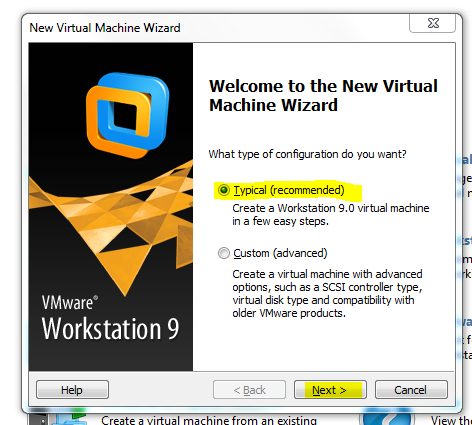 New Virtual Machine Wizard
Welcome to the New Virtual
Machine Wizard
What type of configuration do you want?
Typical (recommended)
Create a Workstation 9.0 virtual machine
in a few easy steps.
Custom (advanced)
Create a virtual machine with advanced
options, such as a SCSI controller type,
virtual disk type and compatibility with
older VMware products.
VMware®
Workstation 9
Help
< Back
Next >
Cancel
Create a virtual machine from an existing
View the